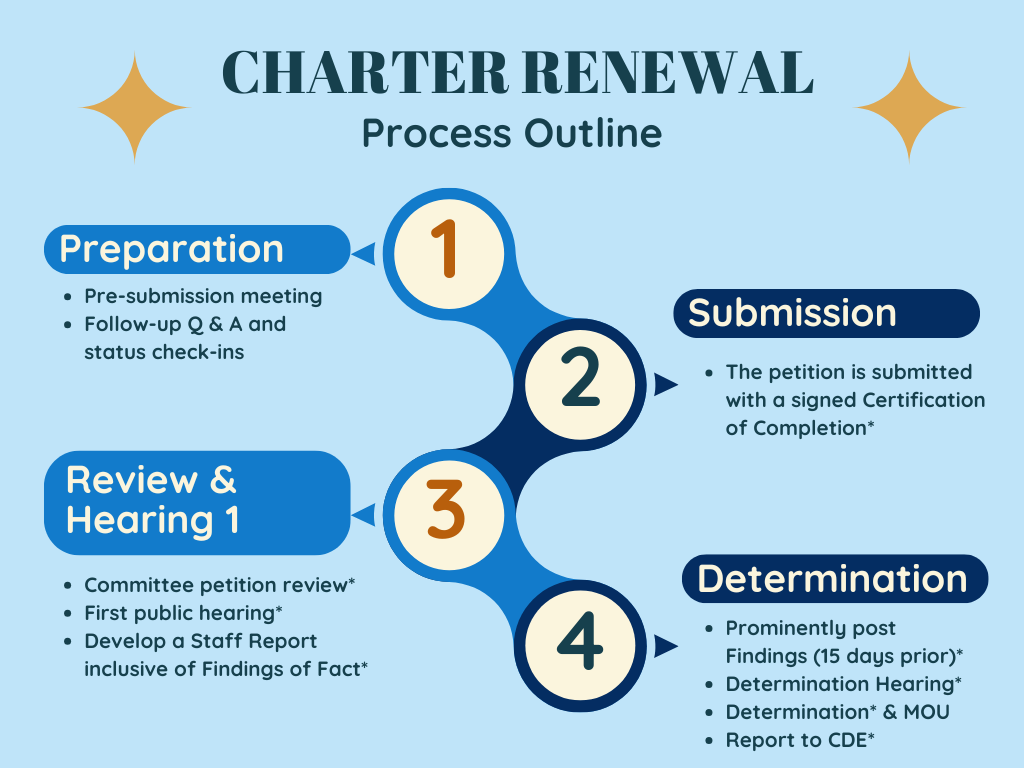 CHARTER RENEWAL
Process Outline
1
Preparation
• Pre-submission meeting
• Follow-up Q & A and
status check-ins
2
Submission
• The petition is submitted
with a signed Certification
of Completion*
3
Review &
Hearing 1
• Committee petition review*
• First public hearing*
• Develop a Staff Report
inclusive of Findings of Fact*
4
Determination
• Prominently post
Findings (15 days prior)*
• Determination Hearing*
• Determination* & MOU
• Report to CDE*